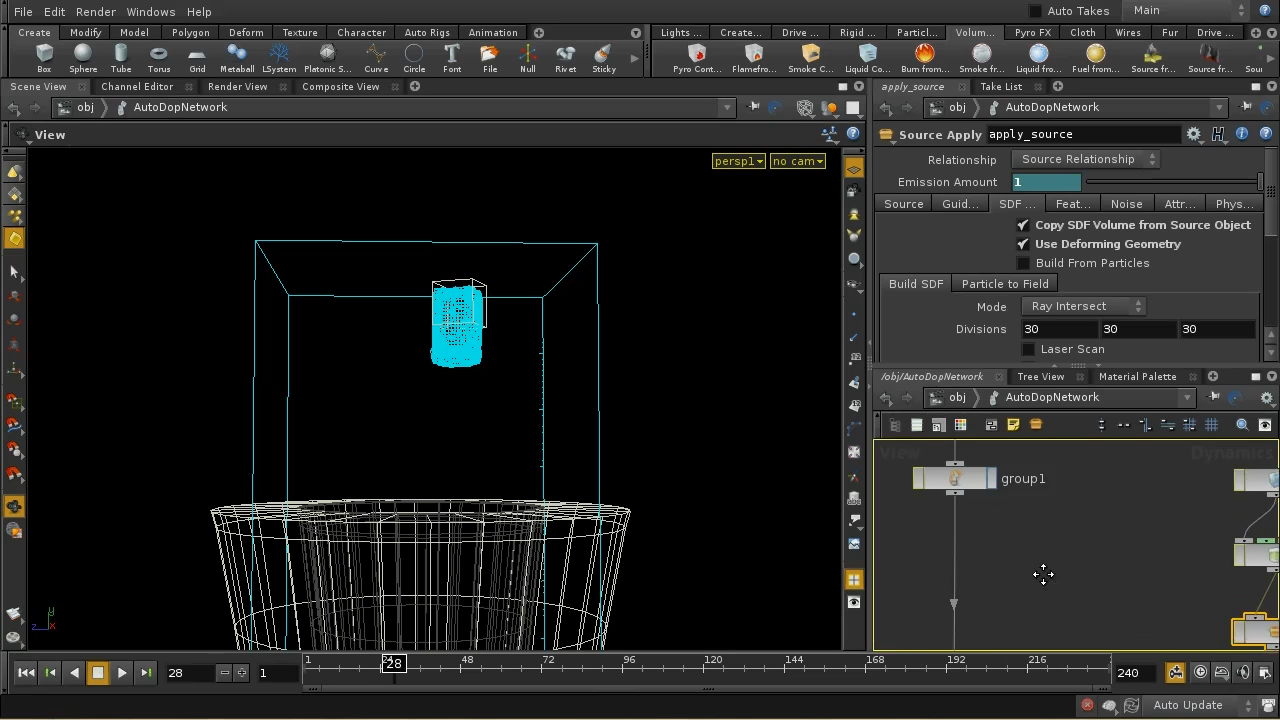 File Edit Render Windows Help
Auto Takes Main
Create Modify Model Polygon Deform Texture Character Auto Rigs Animation
Lights ... Create... Drive ... Rigid ... Particl... Volum... Pyro FX Cloth Wires Fur Drive ...
Box Sphere Tube Torus Grid Metaball LSystem Platonic S... Curve Circle Font File Null Rivet Sticky
Pyro Cont... Flamefro... Smoke C... Liquid Co... Burn from... Smoke fr... Liquid fro... Fuel from... Source fr... Source fr... Sou
Scene View Channel Editor Render View Composite View
apply_source Take List
obj AutoDopNetwork
obj AutoDopNetwork
View
Source Apply apply_source
persp1 no cam
Relationship Source Relationship
Emission Amount 1
Source Guid... SDF ... Feat... Noise Attr... Phys...
Copy SDF Volume from Source Object
Use Deforming Geometry
Build From Particles
Build SDF Particle to Field
Mode Ray Intersect
Divisions 30 30 30
Laser Scan
/obj/AutoDopNetwork Tree View Material Palette
obj AutoDopNetwork
View Dynamics
group1
y
z x
28 1
1 24 28 48 72 96 120 144 168 192 216
240
Auto Update